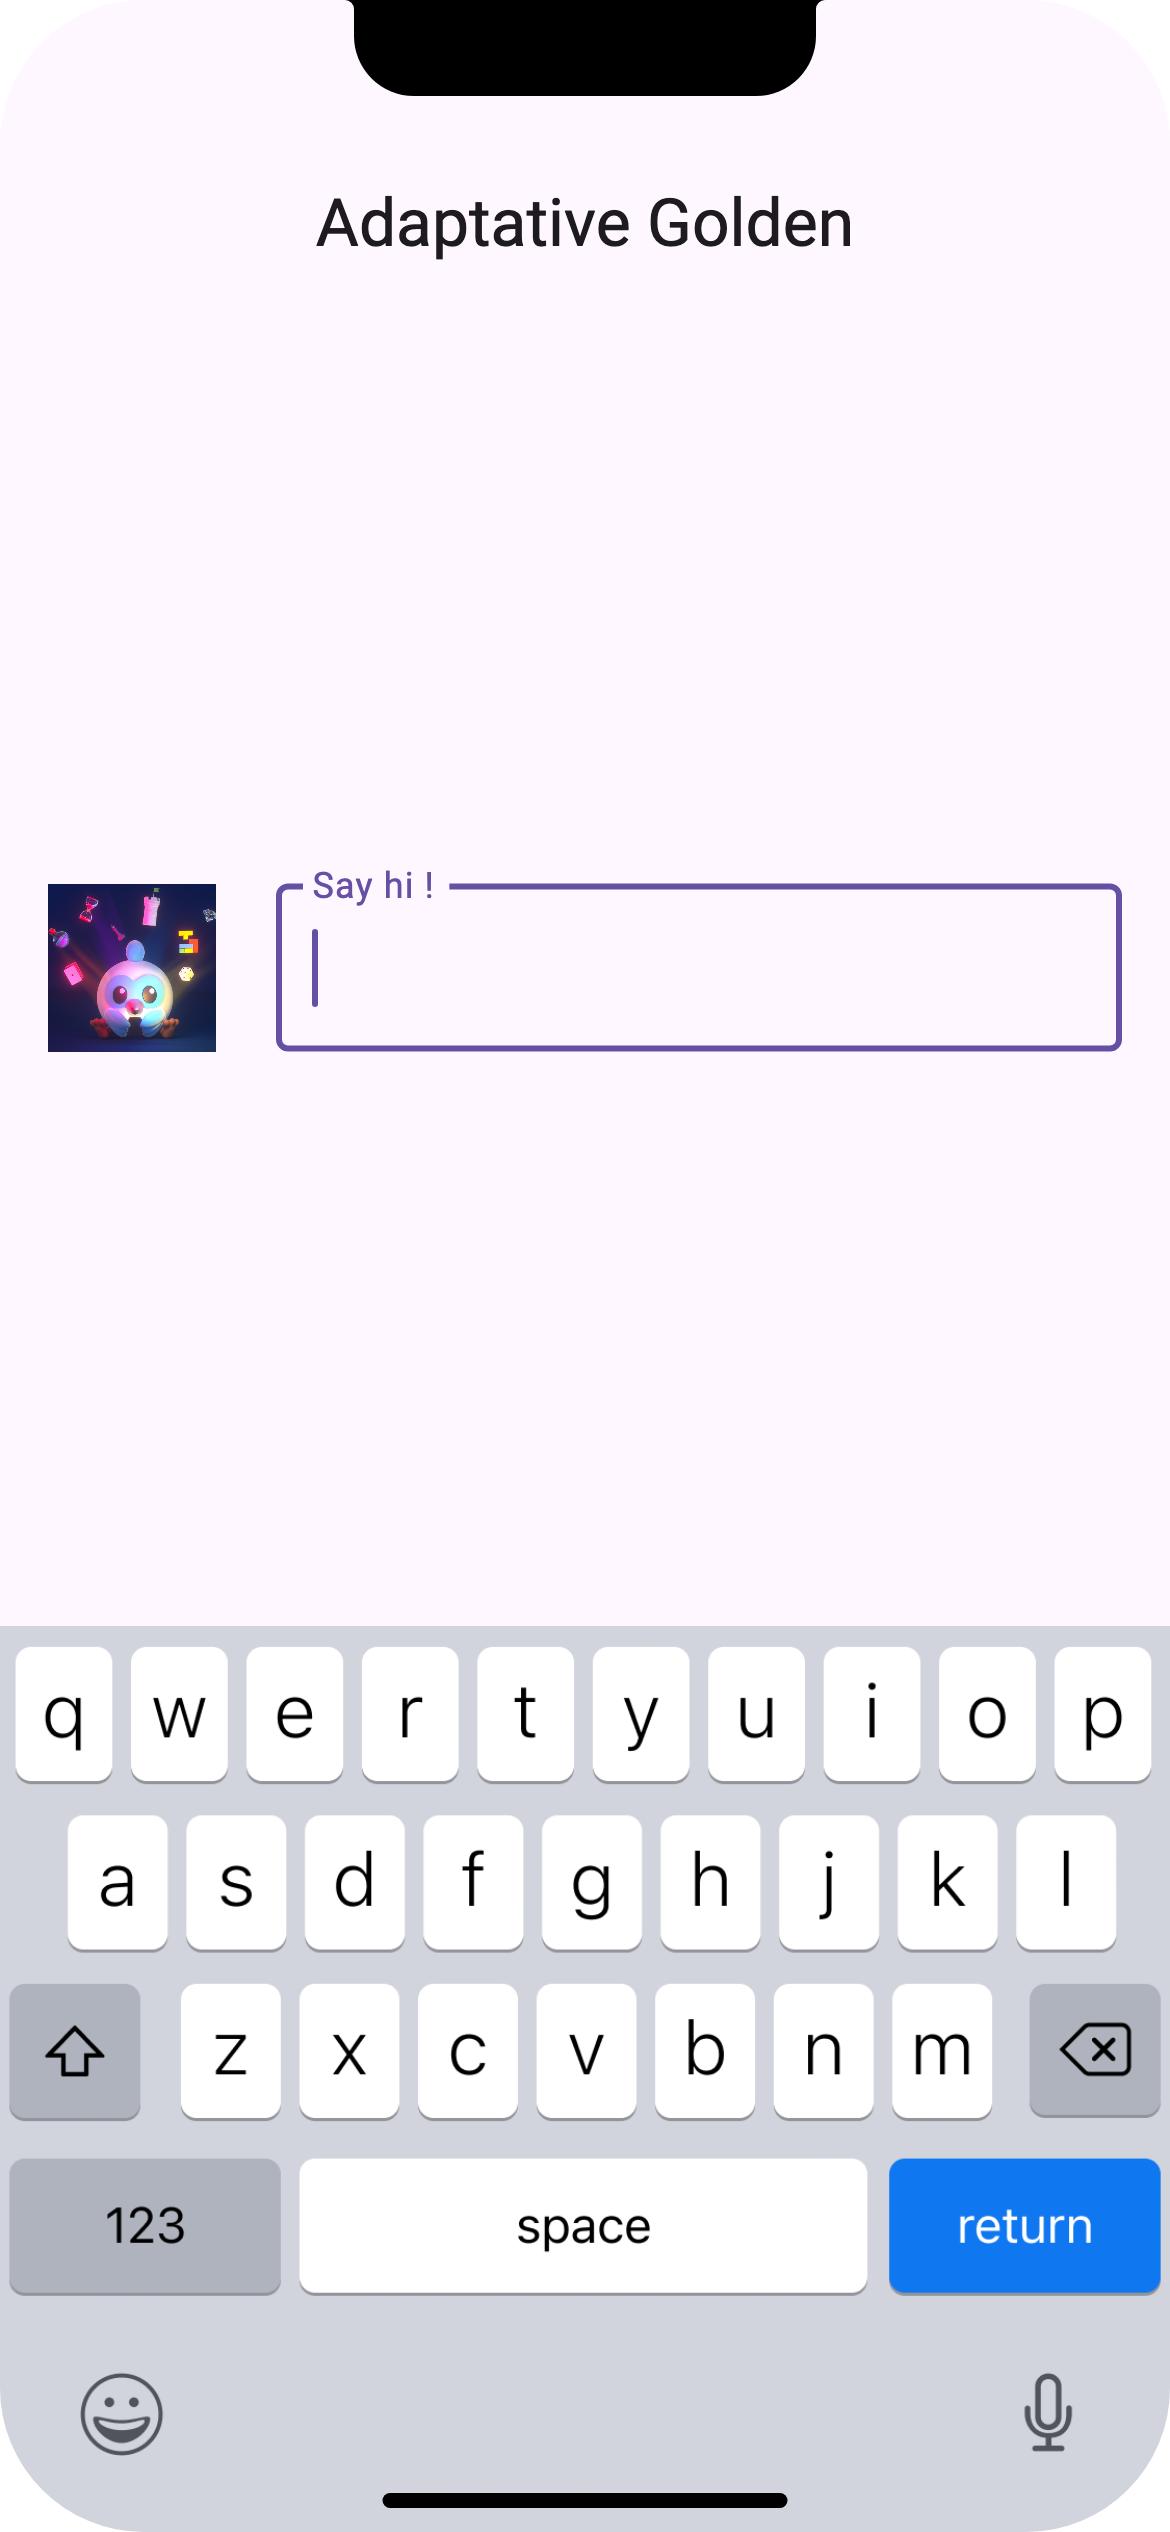 Adaptative Golden
Say hi !
q w e r t y u i o p
a s d f g h j k l
z x c v b n m
123 space return